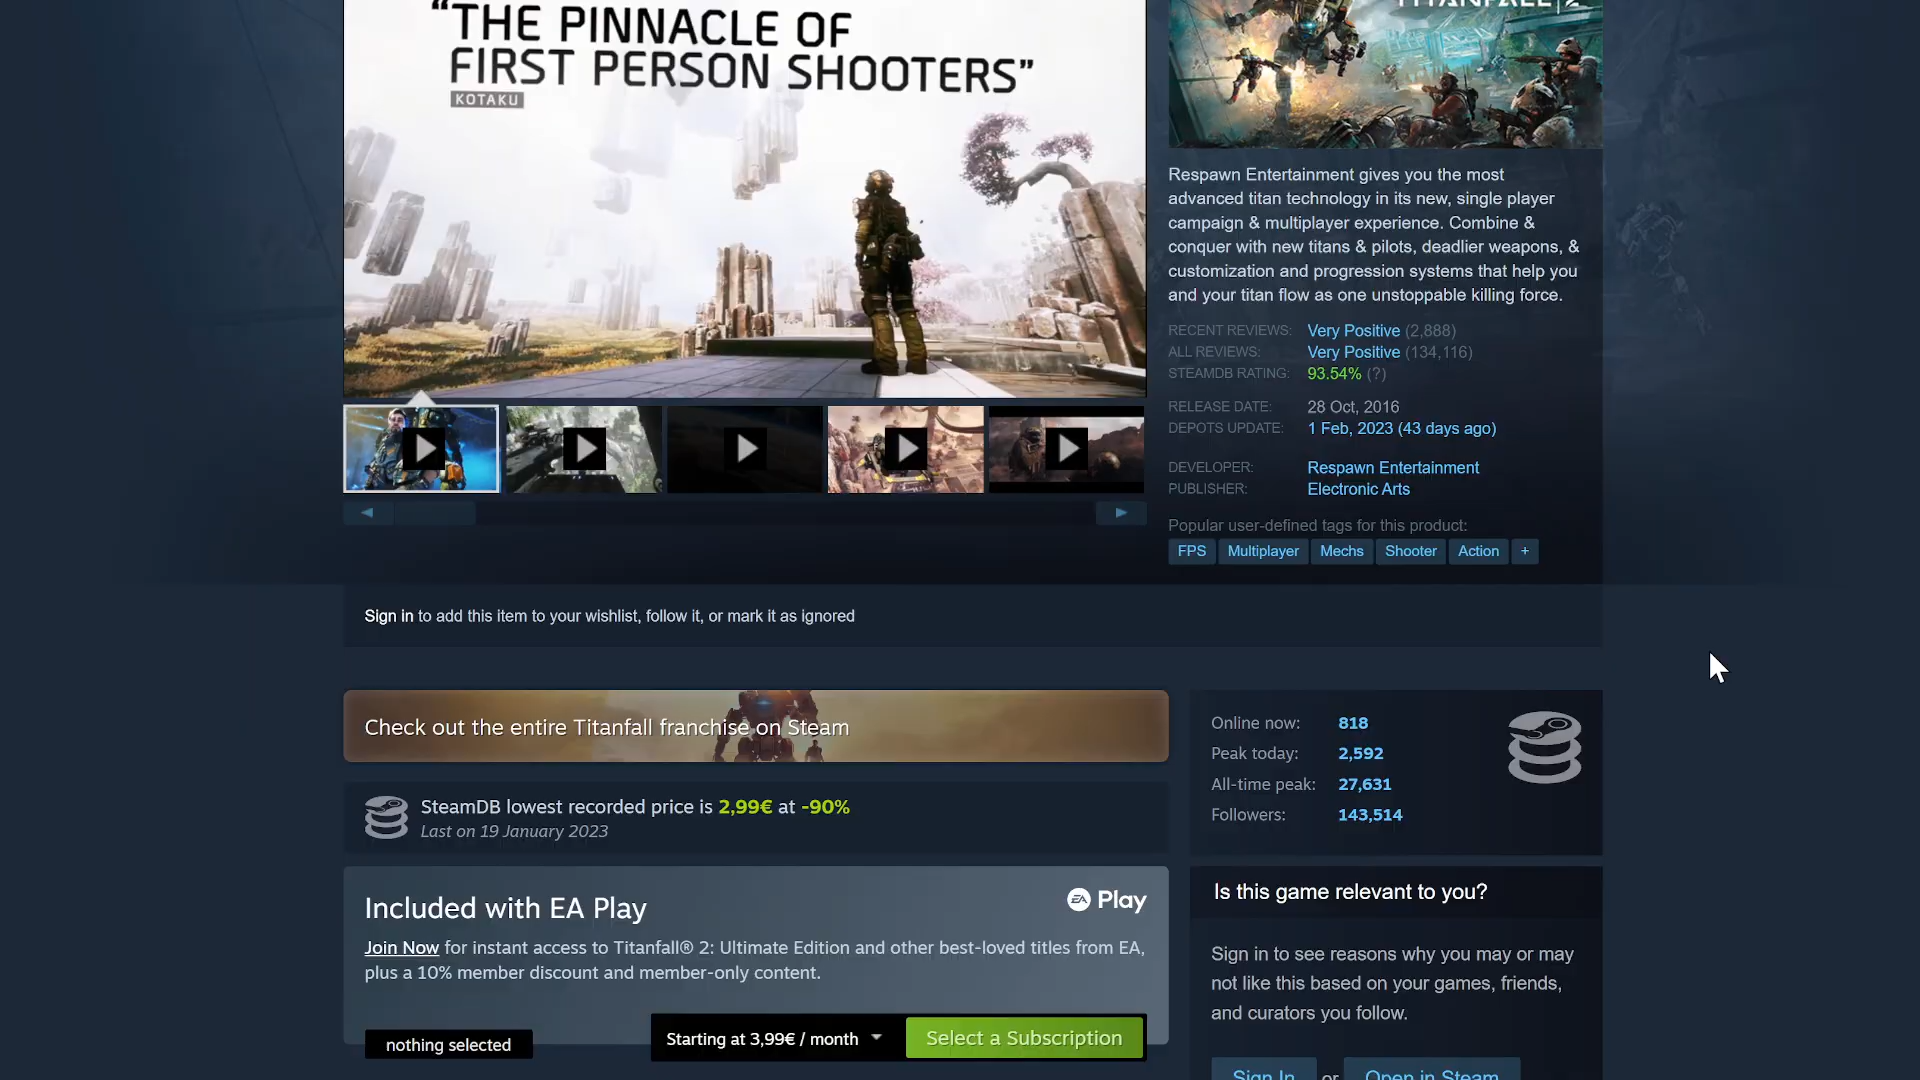 “THE PINNACLE OF
FIRST PERSON SHOOTERS”
KOTAKU
TITANFALL 2
Respawn Entertainment gives you the most
advanced titan technology in its new, single player
campaign & multiplayer experience. Combine &
conquer with new titans & pilots, deadlier weapons, &
customization and progression systems that help you
and your titan flow as one unstoppable killing force.
RECENT REVIEWS: Very Positive (2,888)
ALL REVIEWS: Very Positive (134,116)
STEAMDB RATING: 93.54% (?)
RELEASE DATE: 28 Oct, 2016
DEPOTS UPDATE: 1 Feb, 2023 (43 days ago)
DEVELOPER: Respawn Entertainment
PUBLISHER: Electronic Arts
Popular user-defined tags for this product:
FPS Multiplayer Mechs Shooter Action +
Sign in to add this item to your wishlist, follow it, or mark it as ignored
Check out the entire Titanfall franchise on Steam
SteamDB lowest recorded price is 2,99€ at -90%
Last on 19 January 2023
Included with EA Play
EA Play
Join Now for instant access to Titanfall® 2: Ultimate Edition and other best-loved titles from EA,
plus a 10% member discount and member-only content.
nothing selected
Starting at 3,99€ / month
Select a Subscription
Online now: 818
Peak today: 2,592
All-time peak: 27,631
Followers: 143,514
Is this game relevant to you?
Sign in to see reasons why you may or may
not like this based on your games, friends,
and curators you follow.
Sign In or Open in Steam